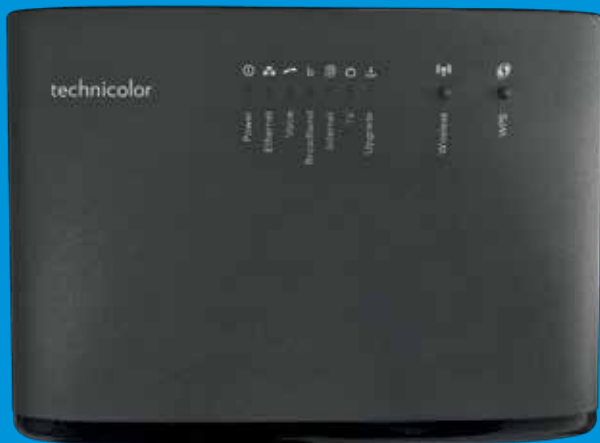 technicolor
Power
Ethernet
Voice
Broadband
Internet
TV
Upgrade
Wireless
WPS